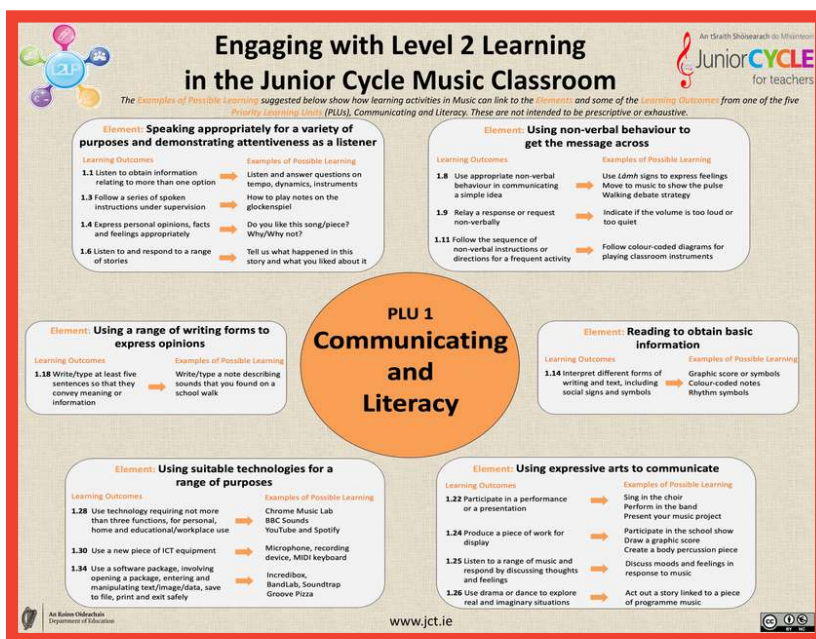 L2LP
Engaging with Level 2 Learning
in the Junior Cycle Music Classroom
An tSraith Shóisearach do Mhúinteoirí
JuniorCYCLE
for teachers
The Examples of Possible Learning suggested below show how learning activities in Music can link to the Elements and some of the Learning Outcomes from one of the five
Priority Learning Units (PLUs), Communicating and Literacy. These are not intended to be prescriptive or exhaustive.
Element: Speaking appropriately for a variety of
purposes and demonstrating attentiveness as a listener
Learning Outcomes
Examples of Possible Learning
1.1 Listen to obtain information
relating to more than one option
Listen and answer questions on
tempo, dynamics, instruments
1.3 Follow a series of spoken
instructions under supervision
How to play notes on the
glockenspiel
1.4 Express personal opinions, facts
and feelings appropriately
Do you like this song/piece?
Why/Why not?
1.6 Listen to and respond to a range
of stories
Tell us what happened in this
story and what you liked about it
Element: Using non-verbal behaviour to
get the message across
Learning Outcomes
Examples of Possible Learning
1.8 Use appropriate non-verbal
behaviour in communicating
a simple idea
Use Lámh signs to express feelings
Move to music to show the pulse
Walking debate strategy
1.9 Relay a response or request
non-verbally
Indicate if the volume is too loud or
too quiet
1.11 Follow the sequence of
non-verbal instructions or
directions for a frequent activity
Follow colour-coded diagrams for
playing classroom instruments
PLU 1
Communicating
and
Literacy
Element: Using a range of writing forms to
express opinions
Learning Outcomes
Examples of Possible Learning
1.18 Write/type at least five
sentences so that they
convey meaning or
information
Write/type a note describing
sounds that you found on a
school walk
Element: Reading to obtain basic
information
Learning Outcomes
Examples of Possible Learning
1.14 Interpret different forms of
writing and text, including
social signs and symbols
Graphic score or symbols
Colour-coded notes
Rhythm symbols
Element: Using suitable technologies for a
range of purposes
Learning Outcomes
Examples of Possible Learning
1.28 Use technology requiring not more
than three functions, for personal,
home and educational/workplace use
Chrome Music Lab
BBC Sounds
YouTube and Spotify
1.30 Use a new piece of ICT equipment
Microphone, recording
device, MIDI keyboard
1.34 Use a software package, involving
opening a package, entering and
manipulating text/image/data, save
to file, print and exit safely
Incredibox,
BandLab, Soundtrap
Groove Pizza
Element: Using expressive arts to communicate
Learning Outcomes
Examples of Possible Learning
1.22 Participate in a performance
or a presentation
Sing in the choir
Perform in the band
Present your music project
1.24 Produce a piece of work for
display
Participate in the school show
Draw a graphic score
Create a body percussion piece
1.25 Listen to a range of music and
respond by discussing thoughts
and feelings
Discuss moods and feelings in
response to music
1.26 Use drama or dance to explore
real and imaginary situations
Act out a story linked to a piece
of programme music
An Roinn Oideachais
Department of Education
www.jct.ie
cc
BY NC